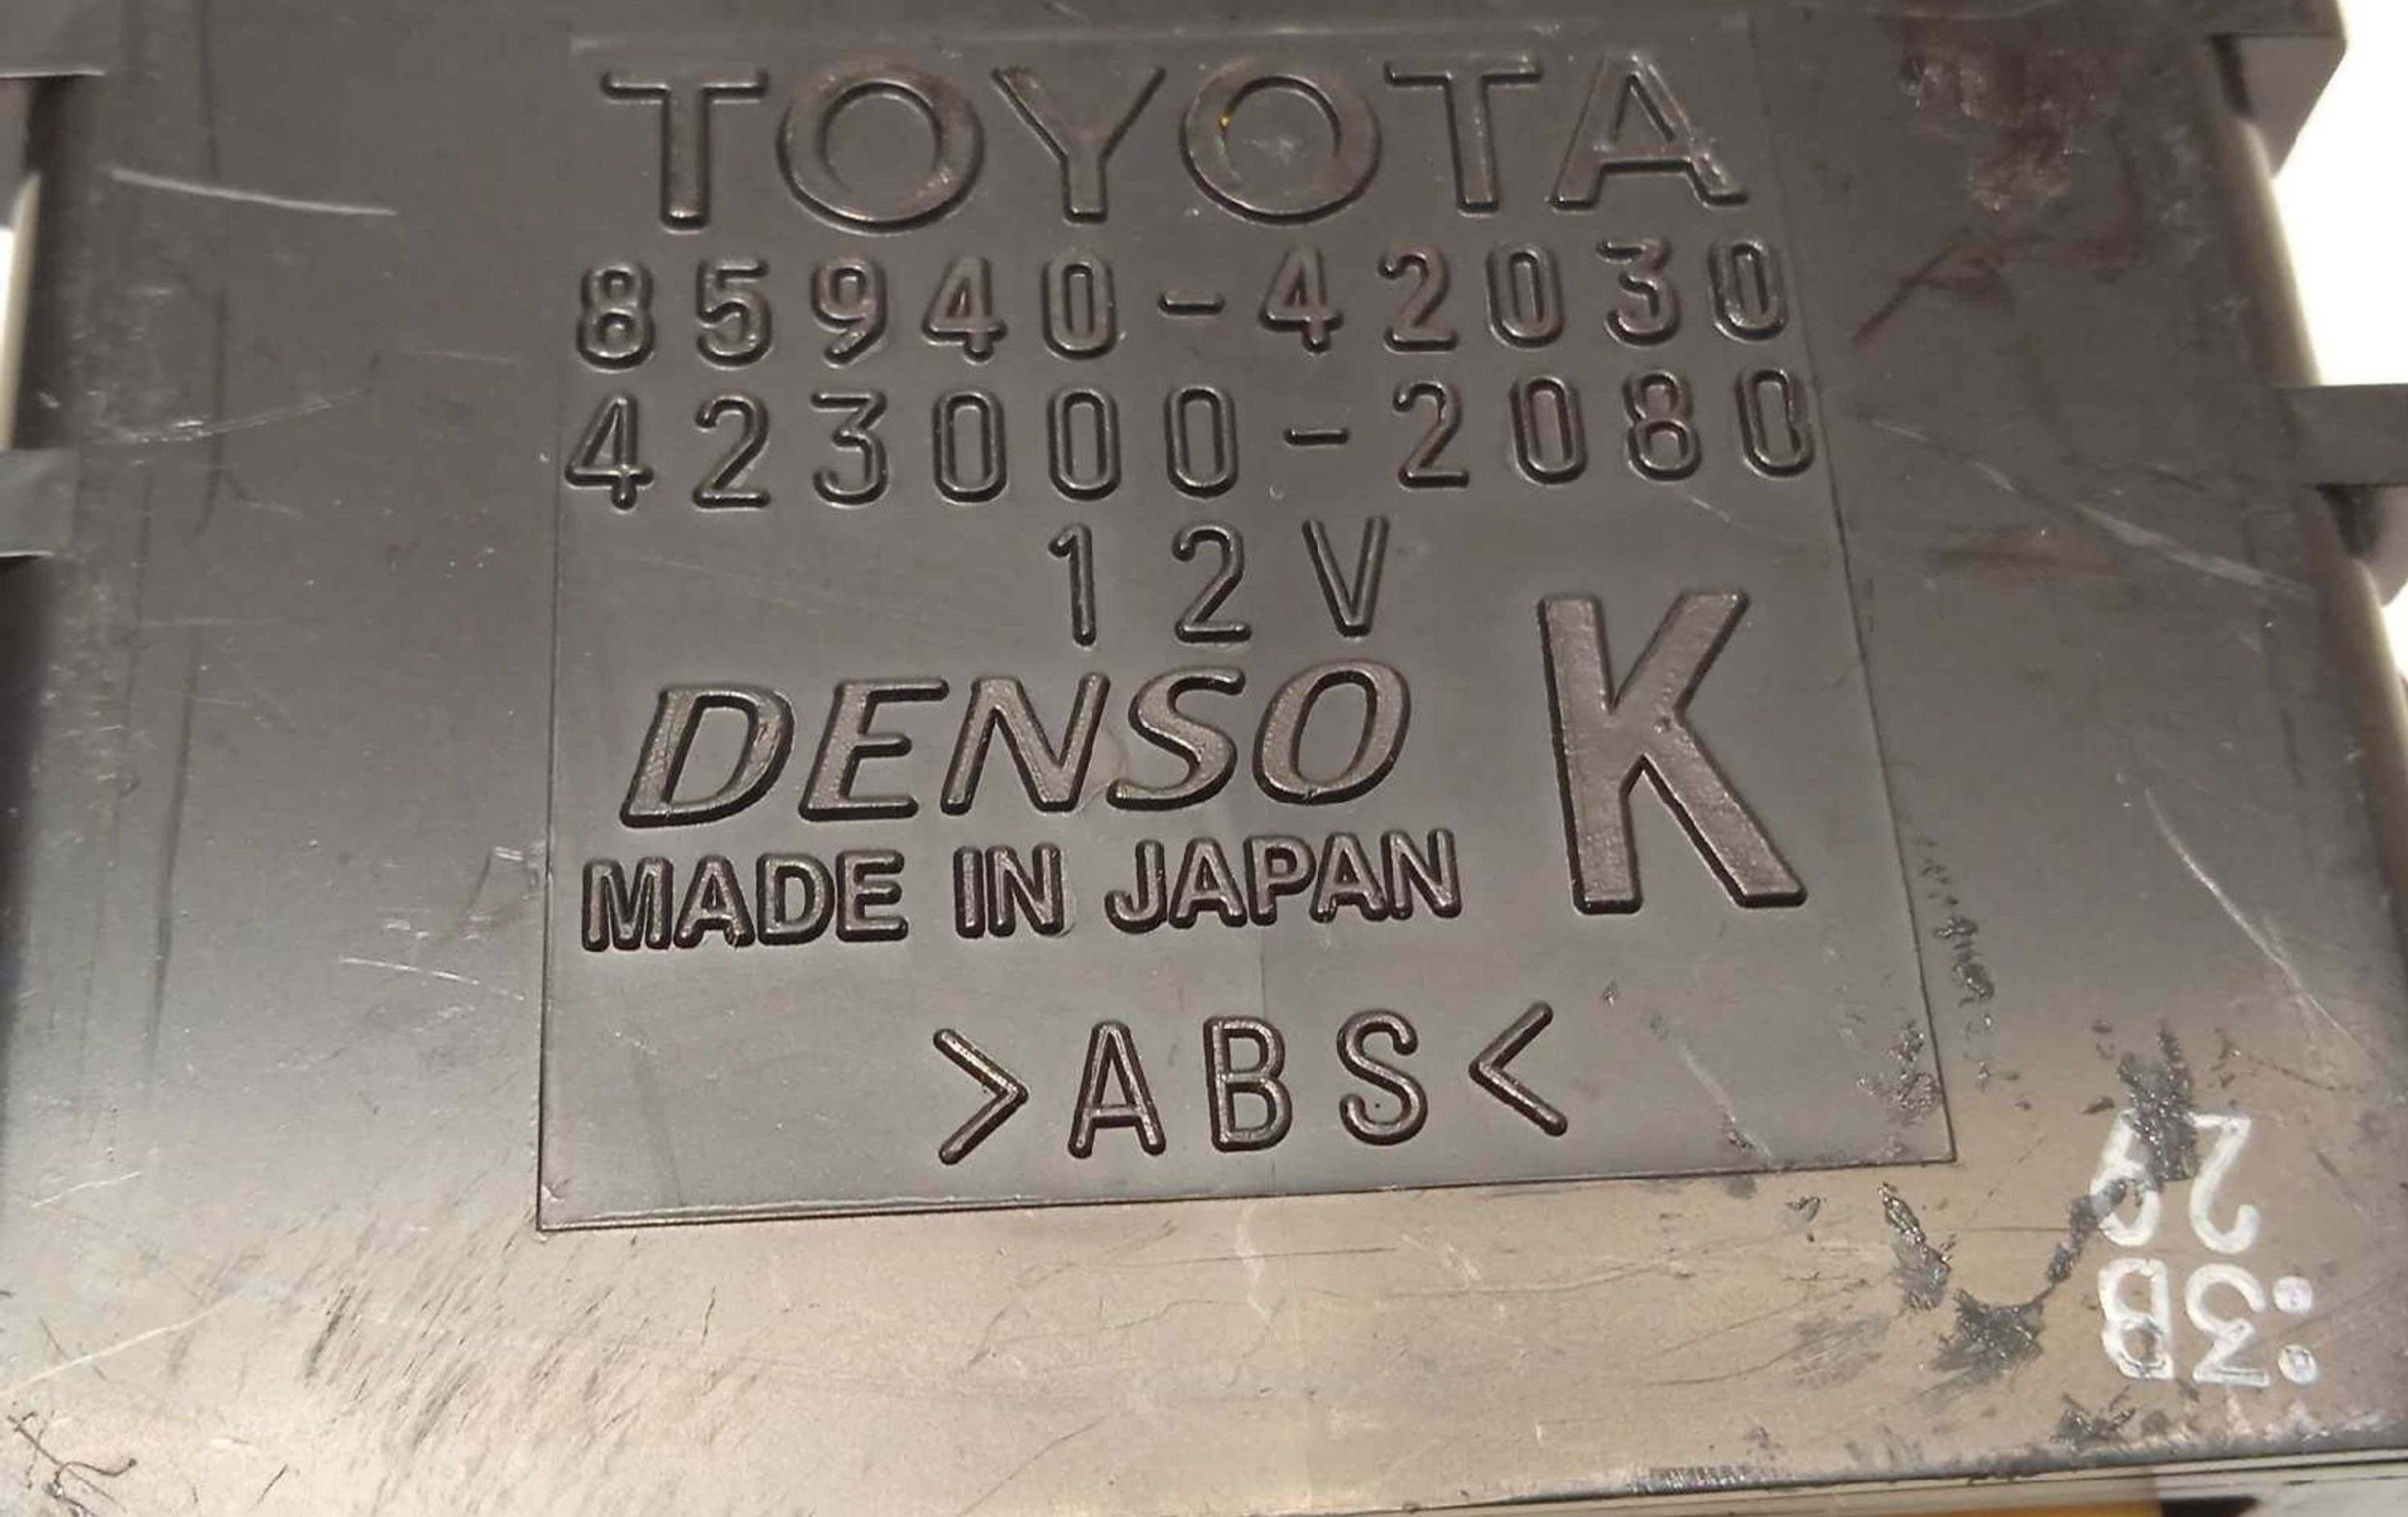 TOYOTA
85940-42030
423000-2080
12V
DENSO K
MADE IN JAPAN
>ABS<